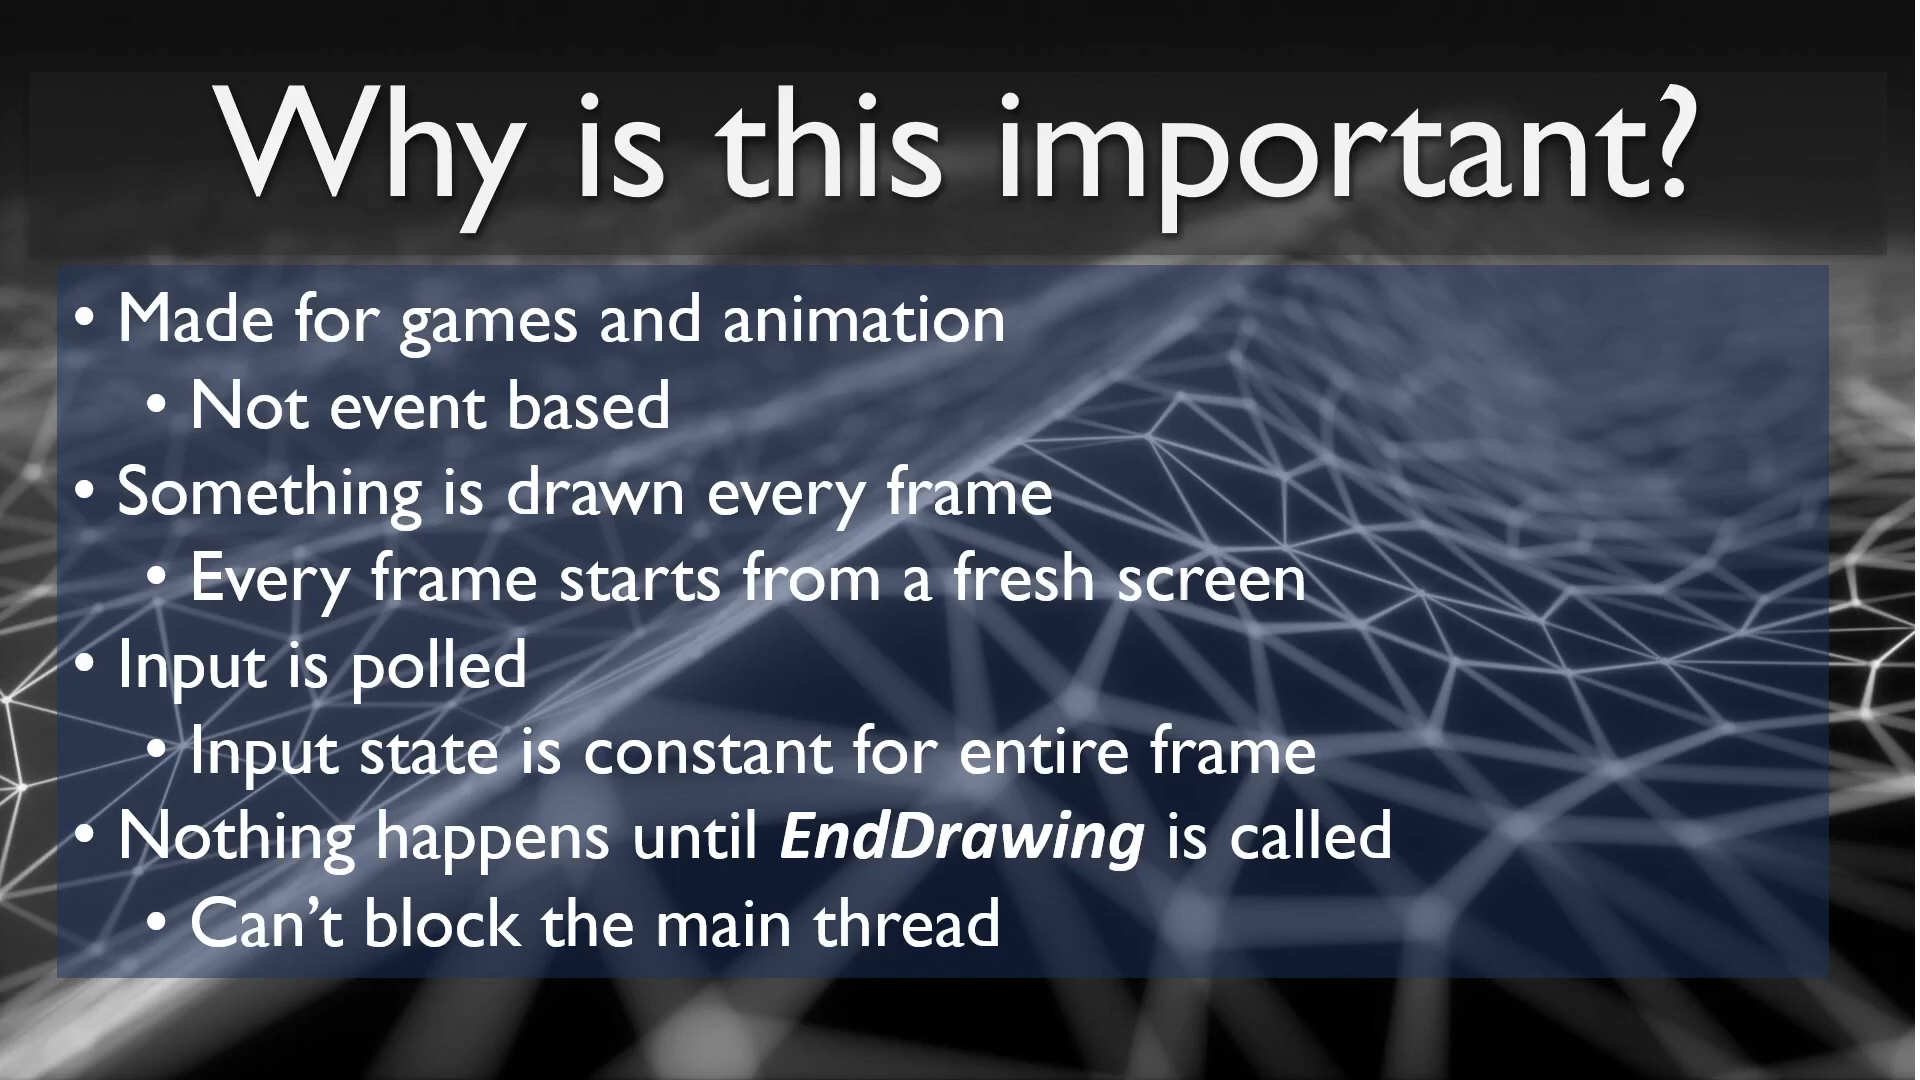 Why is this important?
• Made for games and animation
• Not event based
• Something is drawn every frame
• Every frame starts from a fresh screen
• Input is polled
• Input state is constant for entire frame
• Nothing happens until EndDrawing is called
• Can’t block the main thread